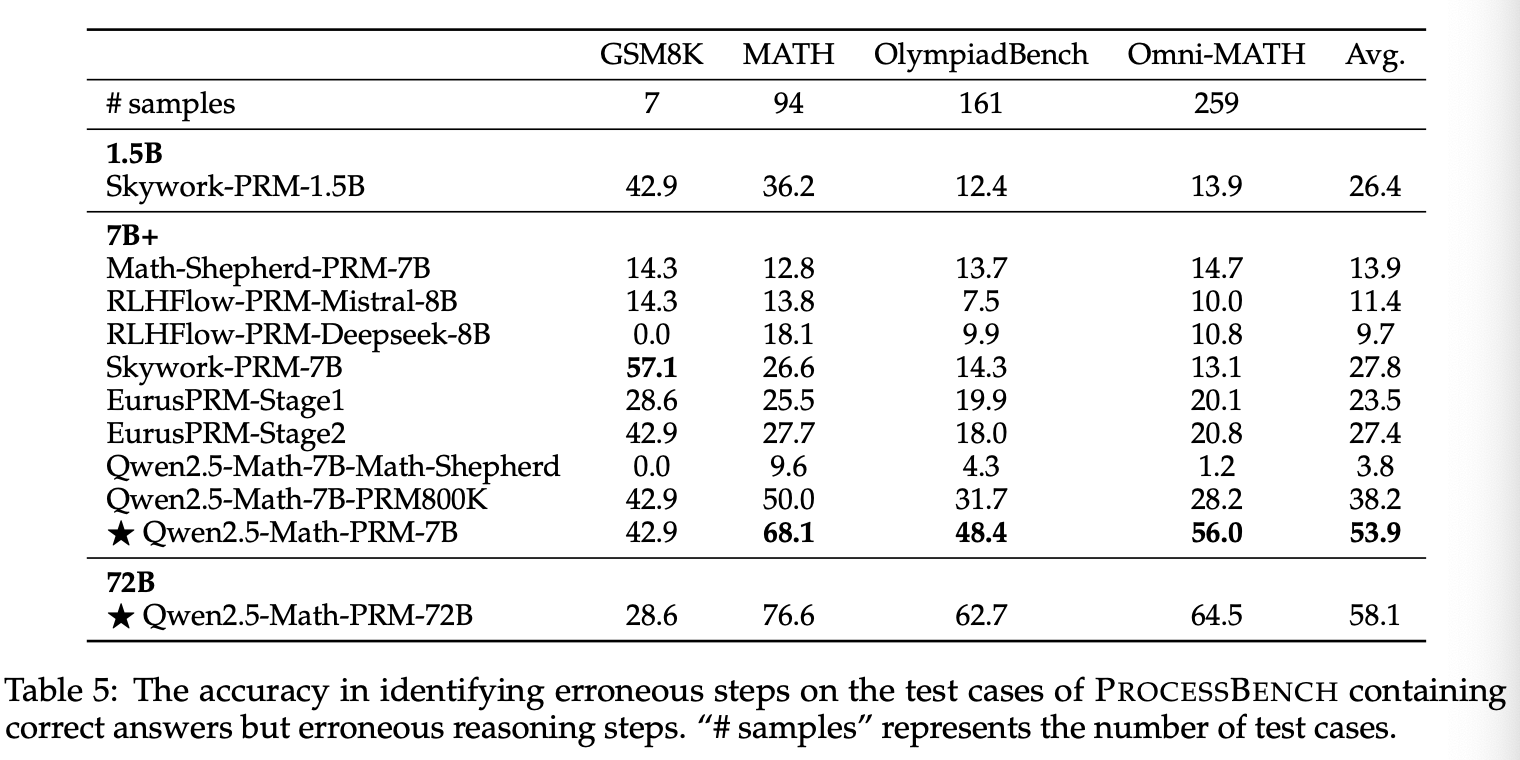 GSM8K MATH OlympiadBench Omni-MATH Avg.
# samples 7 94 161 259
1.5B
Skywork-PRM-1.5B 42.9 36.2 12.4 13.9 26.4
7B+
Math-Shepherd-PRM-7B 14.3 12.8 13.7 14.7 13.9
RLHFlow-PRM-Mistral-8B 14.3 13.8 7.5 10.0 11.4
RLHFlow-PRM-Deepseek-8B 0.0 18.1 9.9 10.8 9.7
Skywork-PRM-7B 57.1 26.6 14.3 13.1 27.8
EurusPRM-Stage1 28.6 25.5 19.9 20.1 23.5
EurusPRM-Stage2 42.9 27.7 18.0 20.8 27.4
Qwen2.5-Math-7B-Math-Shepherd 0.0 9.6 4.3 1.2 3.8
Qwen2.5-Math-7B-PRM800K 42.9 50.0 31.7 28.2 38.2
★ Qwen2.5-Math-PRM-7B 42.9 68.1 48.4 56.0 53.9
72B
★ Qwen2.5-Math-PRM-72B 28.6 76.6 62.7 64.5 58.1
Table 5: The accuracy in identifying erroneous steps on the test cases of PROCESSBENCH containing
correct answers but erroneous reasoning steps. “# samples” represents the number of test cases.